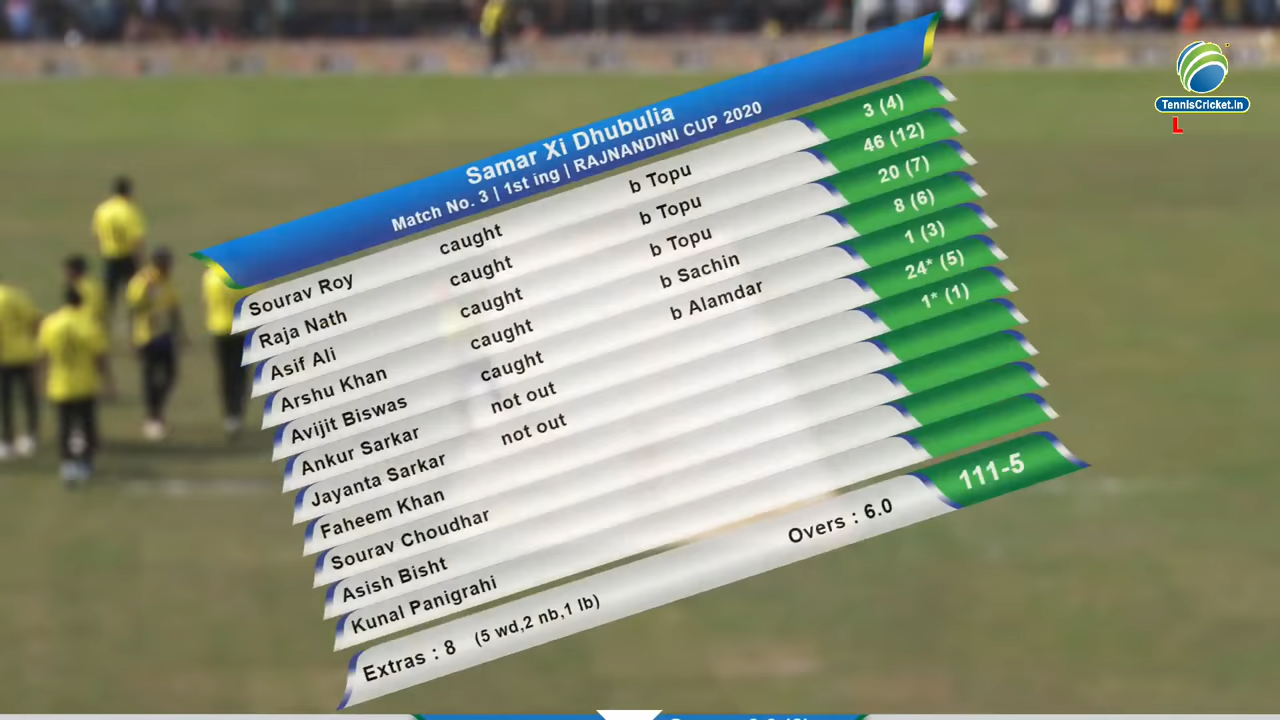 TennisCricket.in
L
Samar Xi Dhubulia
Match No. 3 | 1st ing | RAJNANDINI CUP 2020
Sourav Roy caught b Topu 3 (4)
Raja Nath caught b Topu 46 (12)
Asif Ali caught b Topu 20 (7)
Arshu Khan caught b Sachin 8 (6)
Avijit Biswas caught b Alamdar 1 (3)
Ankur Sarkar not out 24* (5)
Jayanta Sarkar not out 1* (1)
Faheem Khan
Sourav Choudhar
Asish Bisht
Kunal Panigrahi
Extras : 8 (5 wd,2 nb,1 lb) Overs : 6.0 111-5